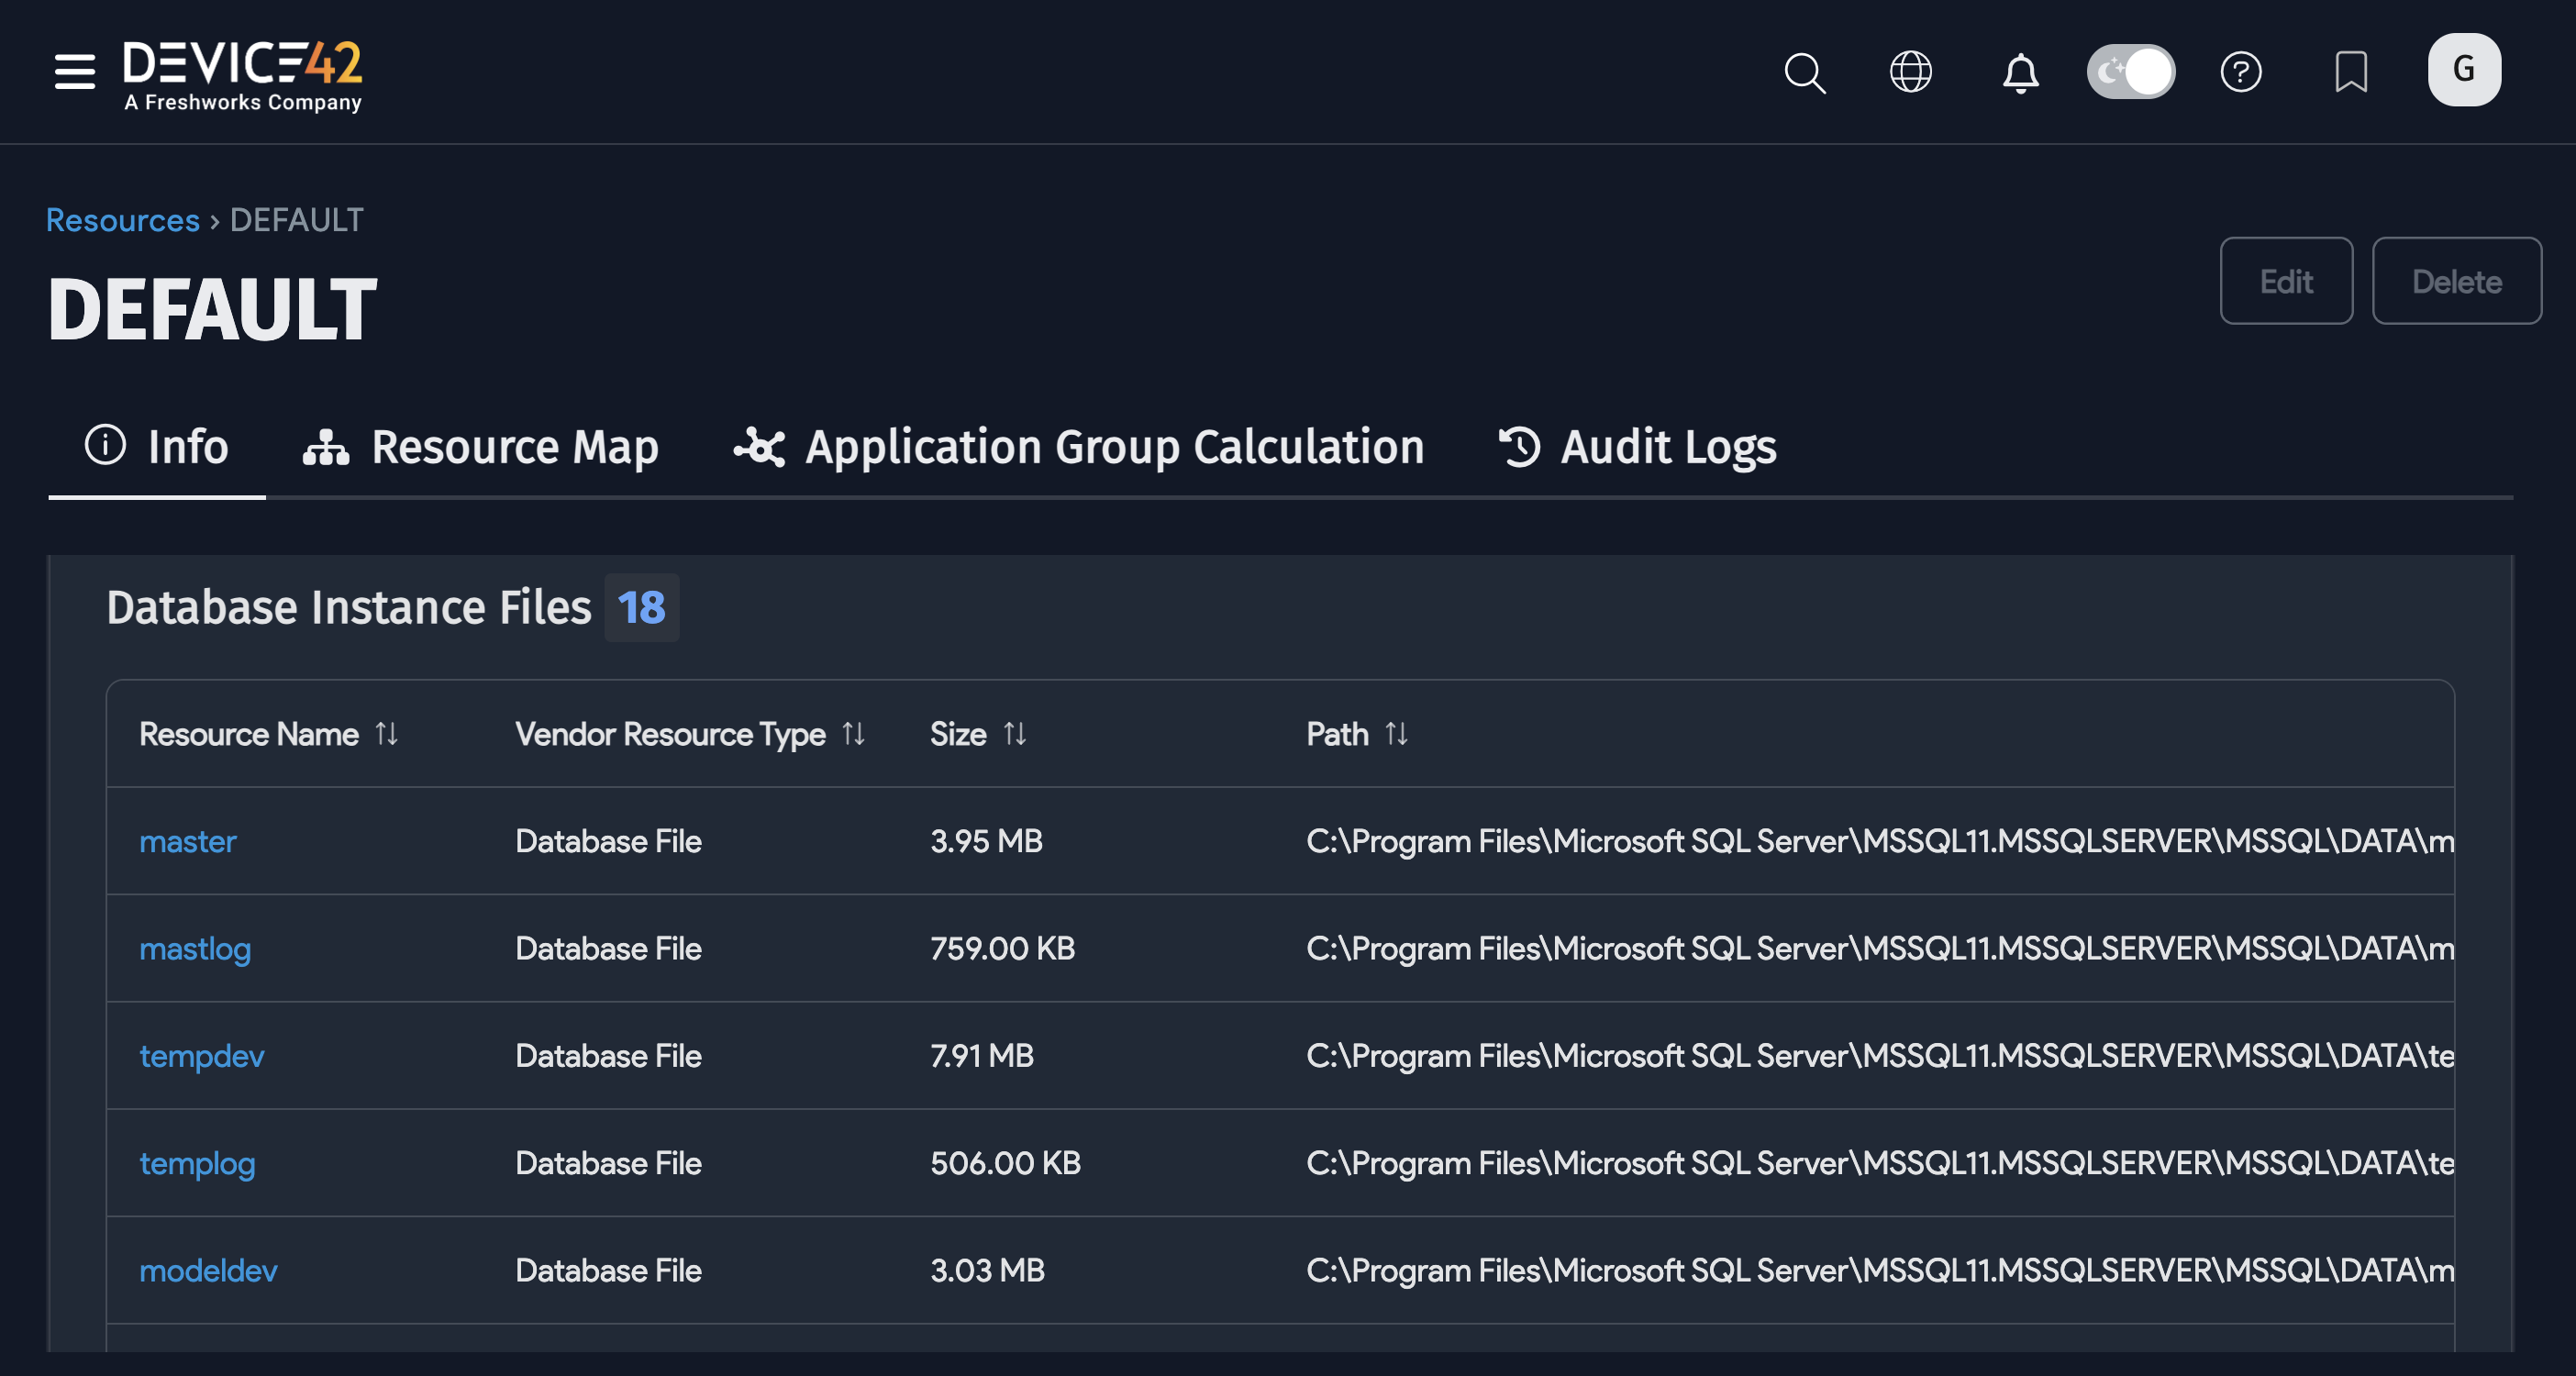 DEVICE42
A Freshworks Company
G
Resources › DEFAULT
DEFAULT
Edit
Delete
Info
Resource Map
Application Group Calculation
Audit Logs
Database Instance Files 18
Resource Name Vendor Resource Type Size Path
master Database File 3.95 MB C:\Program Files\Microsoft SQL Server\MSSQL11.MSSQLSERVER\MSSQL\DATA\m
mastlog Database File 759.00 KB C:\Program Files\Microsoft SQL Server\MSSQL11.MSSQLSERVER\MSSQL\DATA\m
tempdev Database File 7.91 MB C:\Program Files\Microsoft SQL Server\MSSQL11.MSSQLSERVER\MSSQL\DATA\te
templog Database File 506.00 KB C:\Program Files\Microsoft SQL Server\MSSQL11.MSSQLSERVER\MSSQL\DATA\te
modeldev Database File 3.03 MB C:\Program Files\Microsoft SQL Server\MSSQL11.MSSQLSERVER\MSSQL\DATA\m